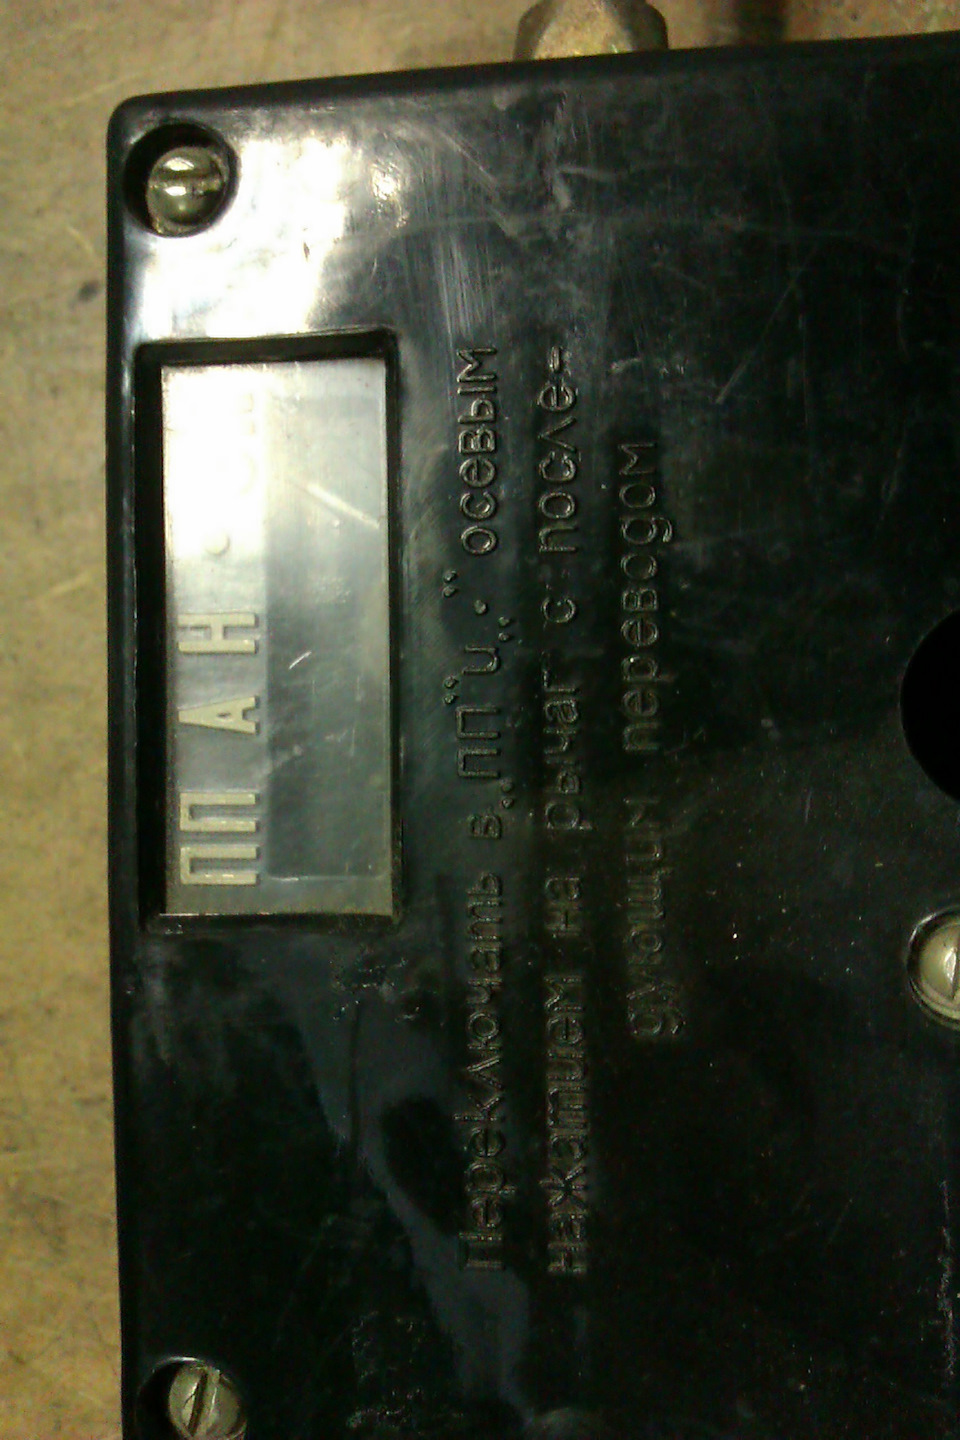 ПП А Н •
Переключать в „ПП“ и „•“ осевым
нажатием на рычаг с после-
дующим переводом